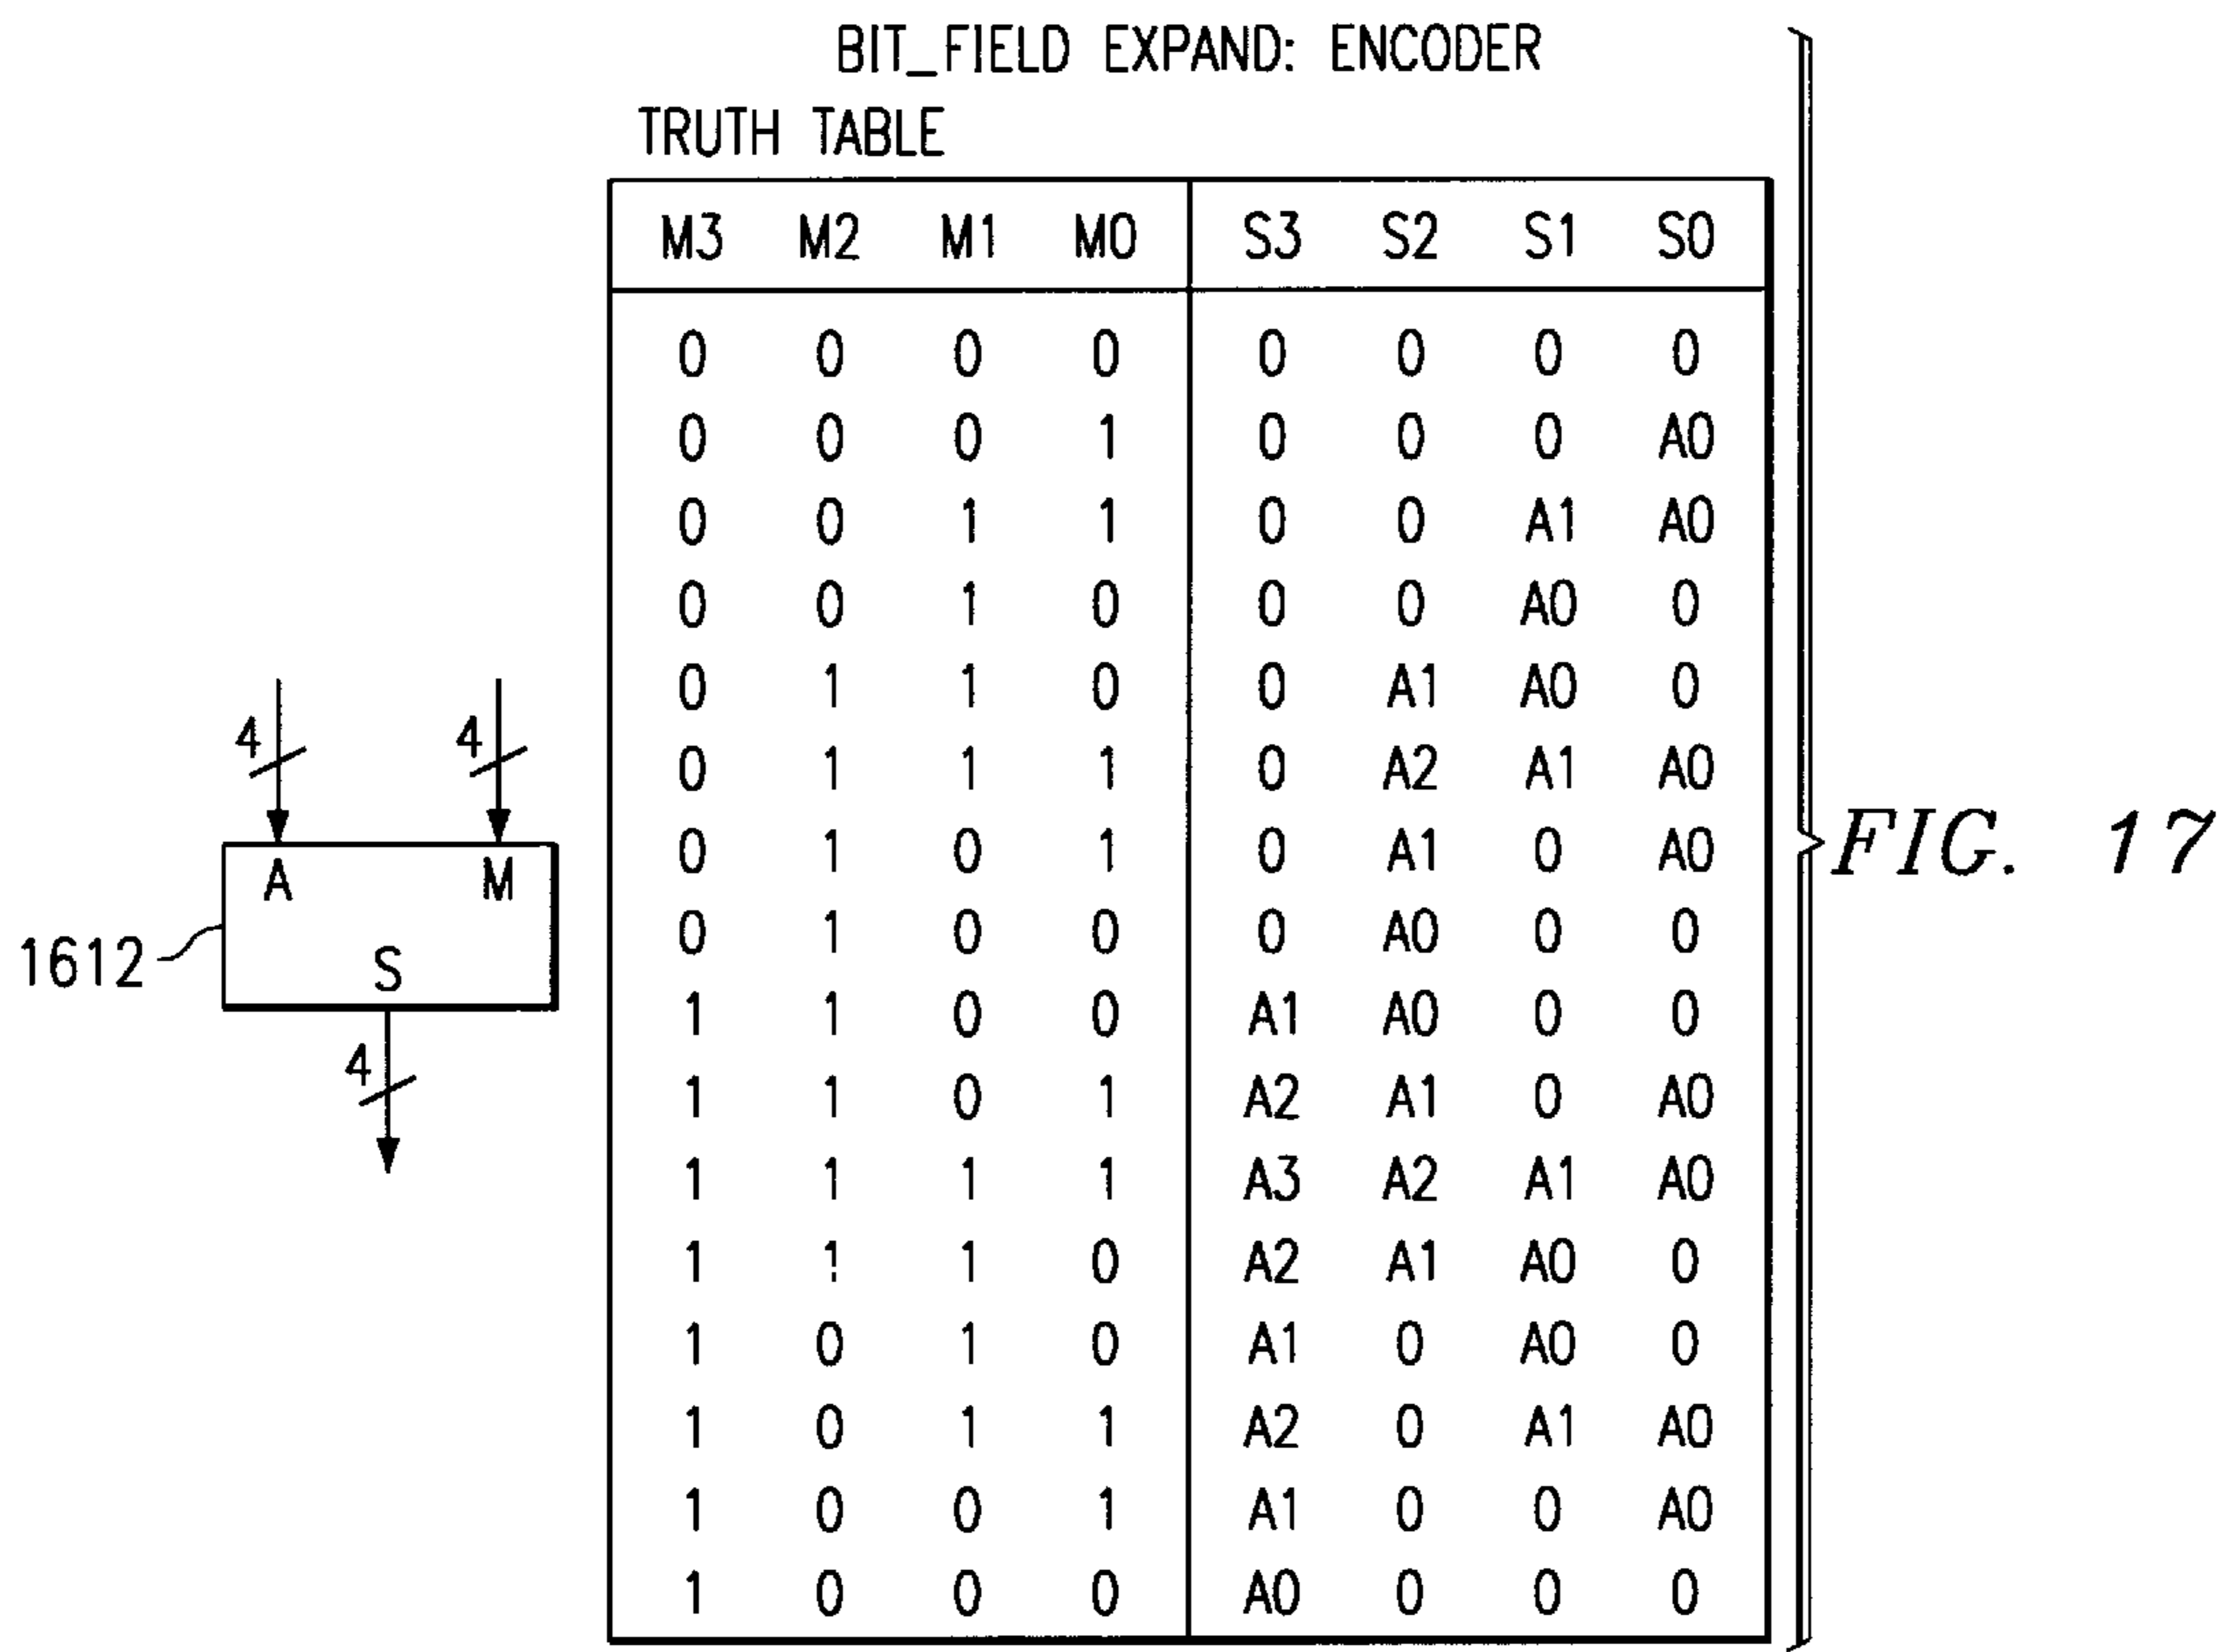 BIT_FIELD EXPAND: ENCODER
TRUTH TABLE
M3 M2 M1 M0 S3 S2 S1 S0
0 0 0 0 0 0 0 0
0 0 0 1 0 0 0 A0
0 0 1 1 0 0 A1 A0
0 0 1 0 0 0 A0 0
0 1 1 0 0 A1 A0 0
0 1 1 1 0 A2 A1 A0
0 1 0 1 0 A1 0 A0
0 1 0 0 0 A0 0 0
1 1 0 0 A1 A0 0 0
1 1 0 1 A2 A1 0 A0
1 1 1 1 A3 A2 A1 A0
1 ! 1 0 A2 A1 A0 0
1 0 1 0 A1 0 A0 0
1 0 1 1 A2 0 A1 A0
1 0 0 1 A1 0 0 A0
1 0 0 0 A0 0 0 0
4 4
A M
S
1612
4
FIG. 17